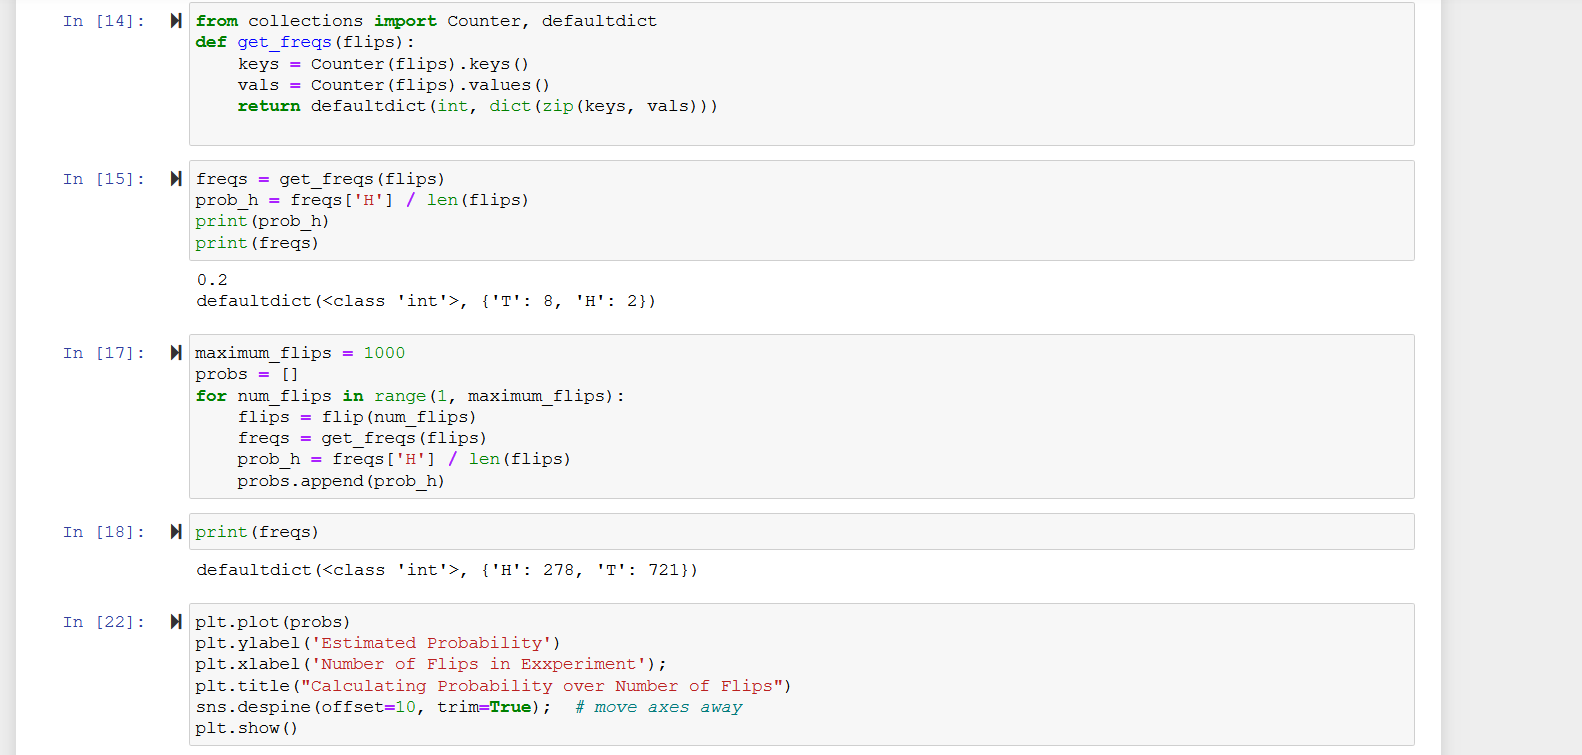 In [14]:
from collections import Counter, defaultdict
def get_freqs(flips):
    keys = Counter(flips).keys()
    vals = Counter(flips).values()
    return defaultdict(int, dict(zip(keys, vals)))
In [15]:
freqs = get_freqs(flips)
prob_h = freqs['H'] / len(flips)
print(prob_h)
print(freqs)
0.2
defaultdict(<class 'int'>, {'T': 8, 'H': 2})
In [17]:
maximum_flips = 1000
probs = []
for num_flips in range(1, maximum_flips):
    flips = flip(num_flips)
    freqs = get_freqs(flips)
    prob_h = freqs['H'] / len(flips)
    probs.append(prob_h)
In [18]:
print(freqs)
defaultdict(<class 'int'>, {'H': 278, 'T': 721})
In [22]:
plt.plot(probs)
plt.ylabel('Estimated Probability')
plt.xlabel('Number of Flips in Exxperiment');
plt.title("Calculating Probability over Number of Flips")
sns.despine(offset=10, trim=True);  # move axes away
plt.show()